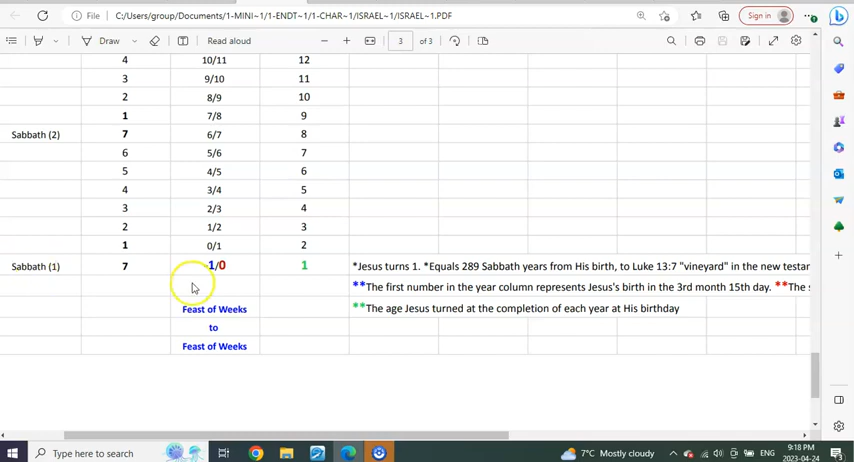 File C:/Users/group/Documents/1-MINI~1/1-ENDT~1/1-CHAR~1/ISRAEL~1/ISRAEL~1.PDF Sign in
Draw Read aloud 3 of 3
4 10/11 12
3 9/10 11
2 8/9 10
1 7/8 9
Sabbath (2) 7 6/7 8
6 5/6 7
5 4/5 6
4 3/4 5
3 2/3 4
2 1/2 3
1 0/1 2
Sabbath (1) 7 -1/0 1 *Jesus turns 1. *Equals 289 Sabbath years from His birth, to Luke 13:7 "vineyard" in the new testar
**The first number in the year column represents Jesus's birth in the 3rd month 15th day. **The s
Feast of Weeks **The age Jesus turned at the completion of each year at His birthday
to
Feast of Weeks
Type here to search 7°C Mostly cloudy ENG 9:18 PM
2023-04-24